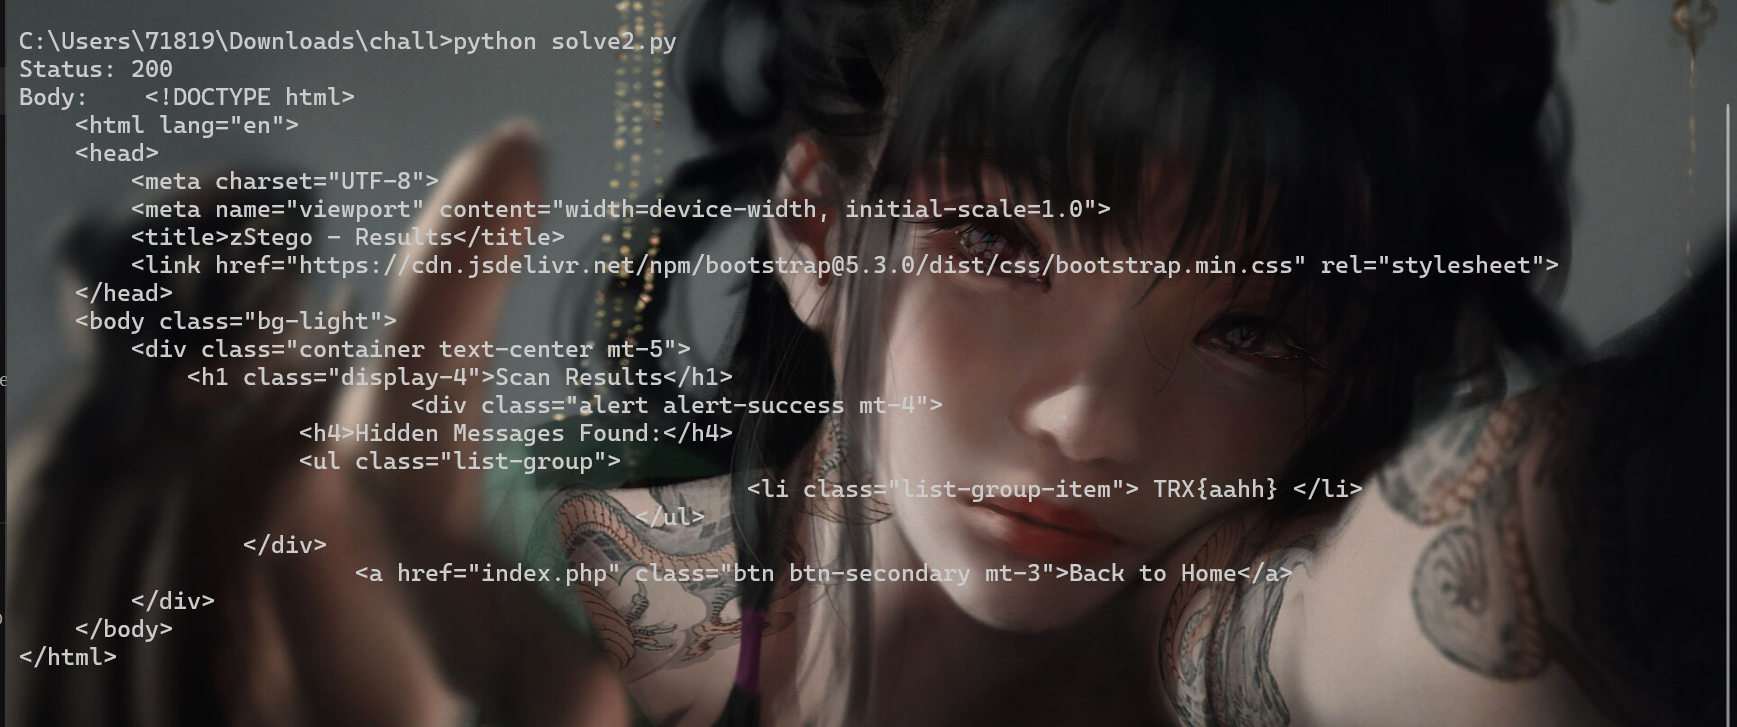 C:\Users\71819\Downloads\chall>python solve2.py
Status: 200
Body:    <!DOCTYPE html>
    <html lang="en">
    <head>
        <meta charset="UTF-8">
        <meta name="viewport" content="width=device-width, initial-scale=1.0">
        <title>zStego - Results</title>
        <link href="https://cdn.jsdelivr.net/npm/bootstrap@5.3.0/dist/css/bootstrap.min.css" rel="stylesheet">
    </head>
    <body class="bg-light">
        <div class="container text-center mt-5">
            <h1 class="display-4">Scan Results</h1>
                            <div class="alert alert-success mt-4">
                    <h4>Hidden Messages Found:</h4>
                    <ul class="list-group">
                                                    <li class="list-group-item"> TRX{aahh} </li>
                                            </ul>
                </div>
                        <a href="index.php" class="btn btn-secondary mt-3">Back to Home</a>
        </div>
    </body>
</html>